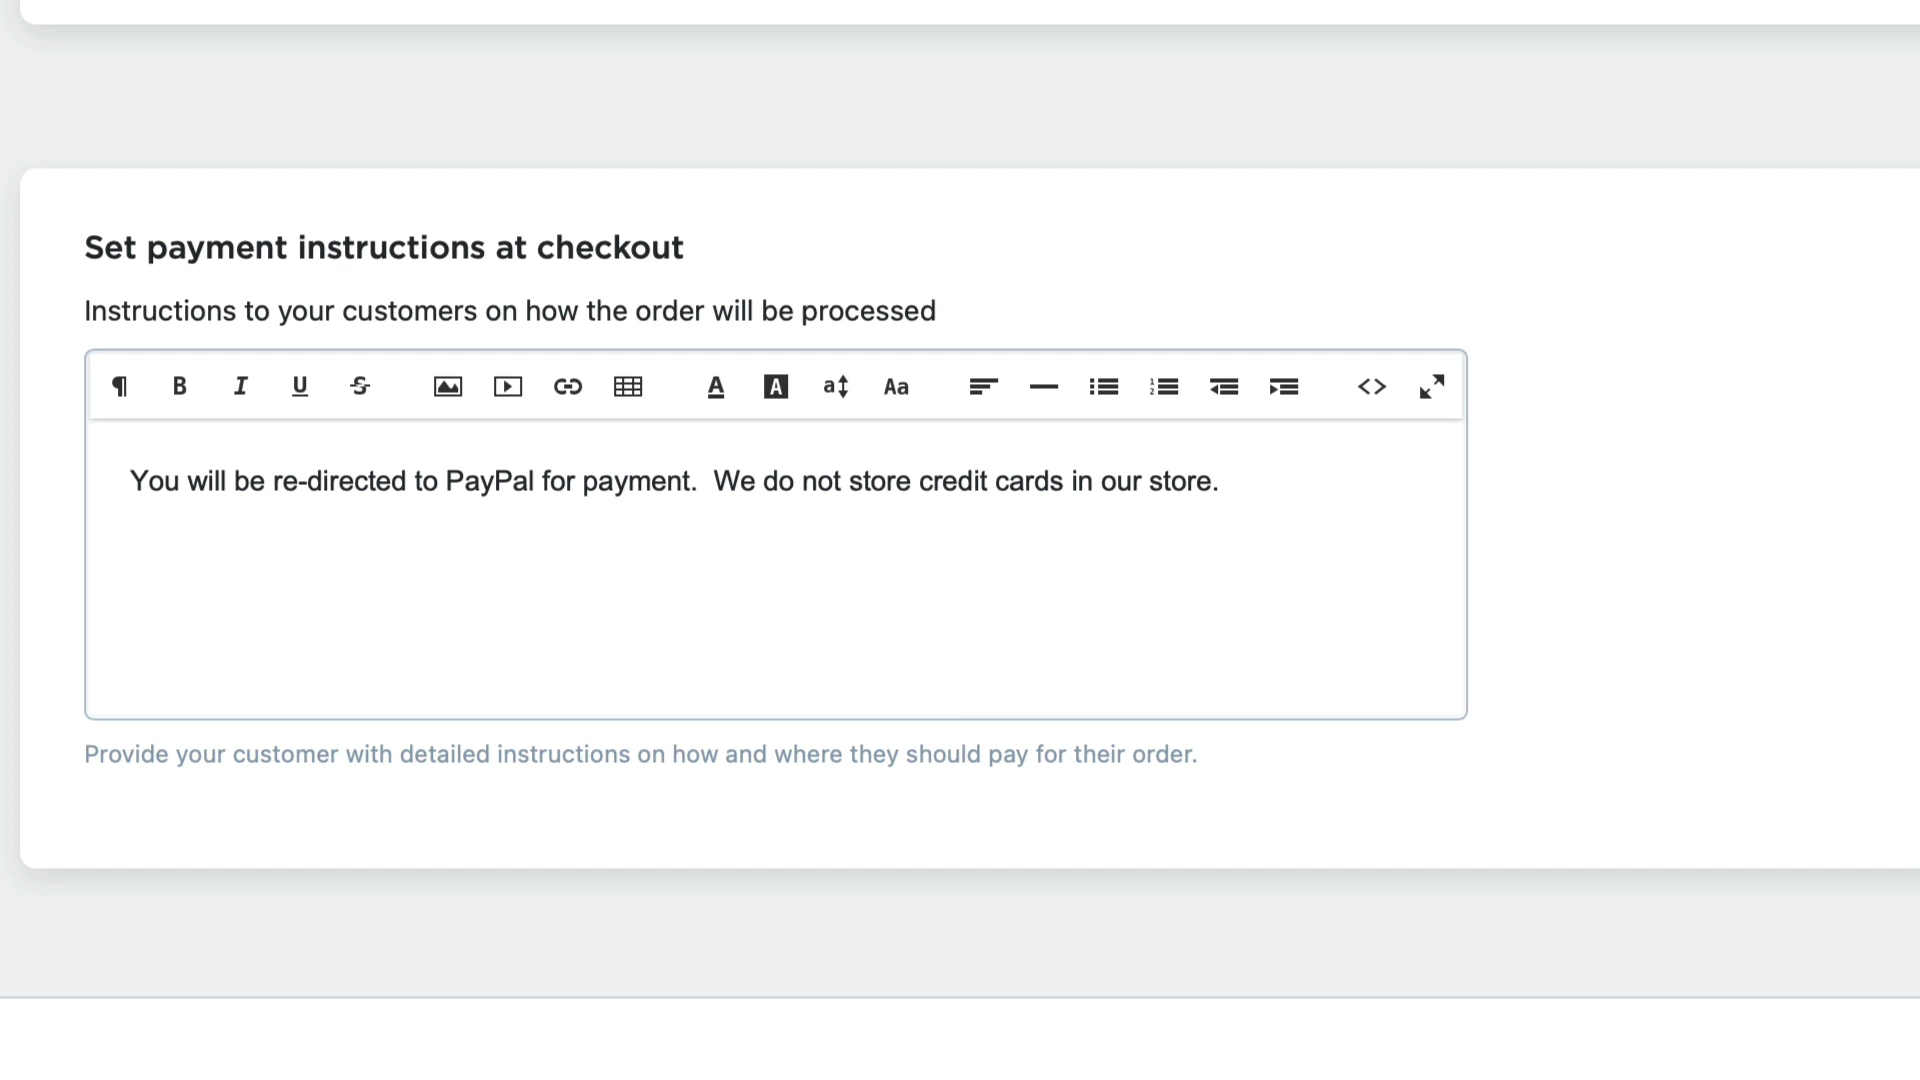 Set payment instructions at checkout
Instructions to your customers on how the order will be processed
¶ B I U S A A a Aa
You will be re-directed to PayPal for payment.  We do not store credit cards in our store.
Provide your customer with detailed instructions on how and where they should pay for their order.